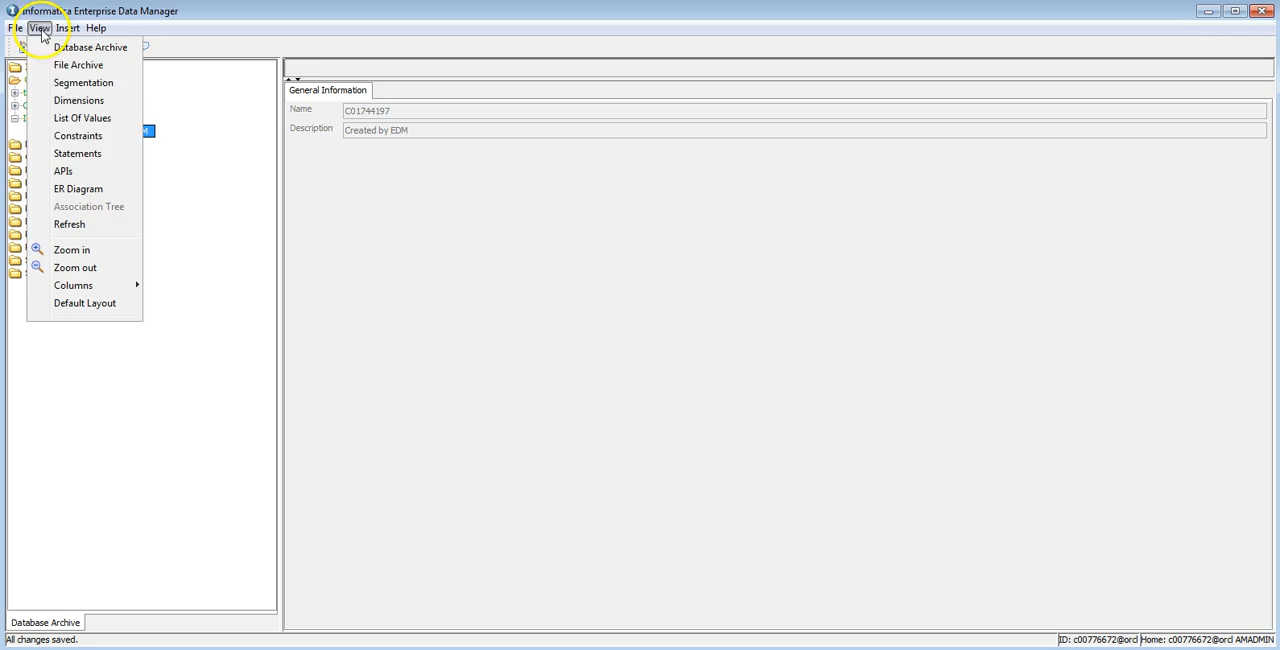 Informatica Enterprise Data Manager
File View Insert Help
Database Archive
File Archive
Segmentation
Dimensions
List Of Values
Constraints
Statements
APIs
ER Diagram
Association Tree
Refresh
Zoom in
Zoom out
Columns
Default Layout
General Information
Name C01744197
Description Created by EDM
Database Archive
All changes saved.
ID: c00776672@orcl Home: c00776672@orcl AMADMIN